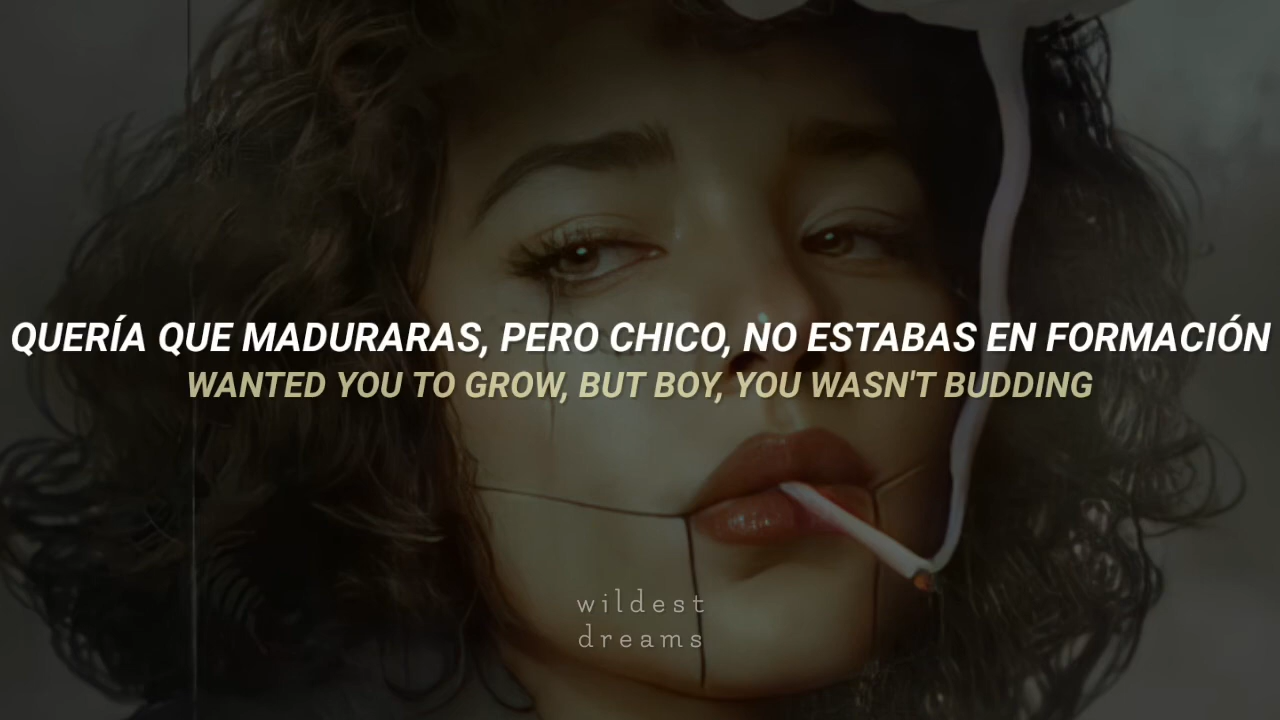 QUERÍA QUE MADURARAS, PERO CHICO, NO ESTABAS EN FORMACIÓN
WANTED YOU TO GROW, BUT BOY, YOU WASN'T BUDDING
wildest
dreams